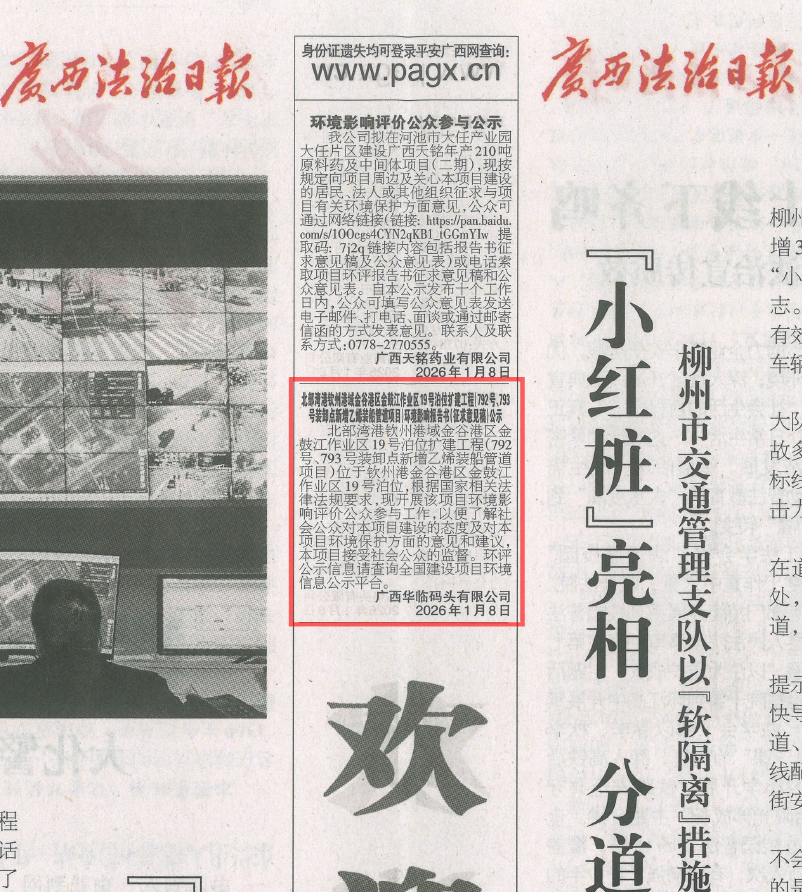 廣西法治日報
身份证遗失均可登录平安广西网查询:
www.pagx.cn
环境影响评价公众参与公示
我公司拟在河池市大任产业园
大任片区建设广西天铭年产210吨
原料药及中间体项目(二期),现按
规定向项目周边及关心本项目建设
的居民、法人或其他组织征求与项
目有关环境保护方面意见,公众可
通过网络链接(链接: https://pan.baidu.
com/s/1OOcgs4CYN2qKB1_iGGmYIw 提
取码: 7j2q链接内容包括报告书征
求意见稿及公众意见表)或电话索
取项目环评报告书征求意见稿和公
众意见表。自本公示发布十个工作
日内,公众可填写公众意见表发送
电子邮件、打电话、面谈或通过邮寄
信函的方式发表意见。联系人及联
系方式:0778-2770555。
广西天铭药业有限公司
2026年1月8日
北部湾港钦州港域金谷港区金鼓江作业区19号泊位扩建工程(792号、793
号装卸点新增乙烯装船管道项目)环境影响报告书(征求意见稿)公示
北部湾港钦州港域金谷港区金
鼓江作业区19号泊位扩建工程(792
号、793号装卸点新增乙烯装船管道
项目)位于钦州港金谷港区金鼓江
作业区19号泊位,根据国家相关法
律法规要求,现开展该项目环境影
响评价公众参与工作,以便了解社
会公众对本项目建设的态度及对本
项目环境保护方面的意见和建议,
本项目接受社会公众的监督。环评
公示信息请查询全国建设项目环境
信息公示平台。
广西华临码头有限公司
2026年1月8日
欢
廣西法治日報
『小红桩』亮相 分道
柳州市交通管理支队以『软隔离』措施
柳州
增3
“小
志。
有效
车辆
大队
故多
标线
击力
在道
处,
道,
提示
快导
道、
线配
街安
不会
的是
程
话
了